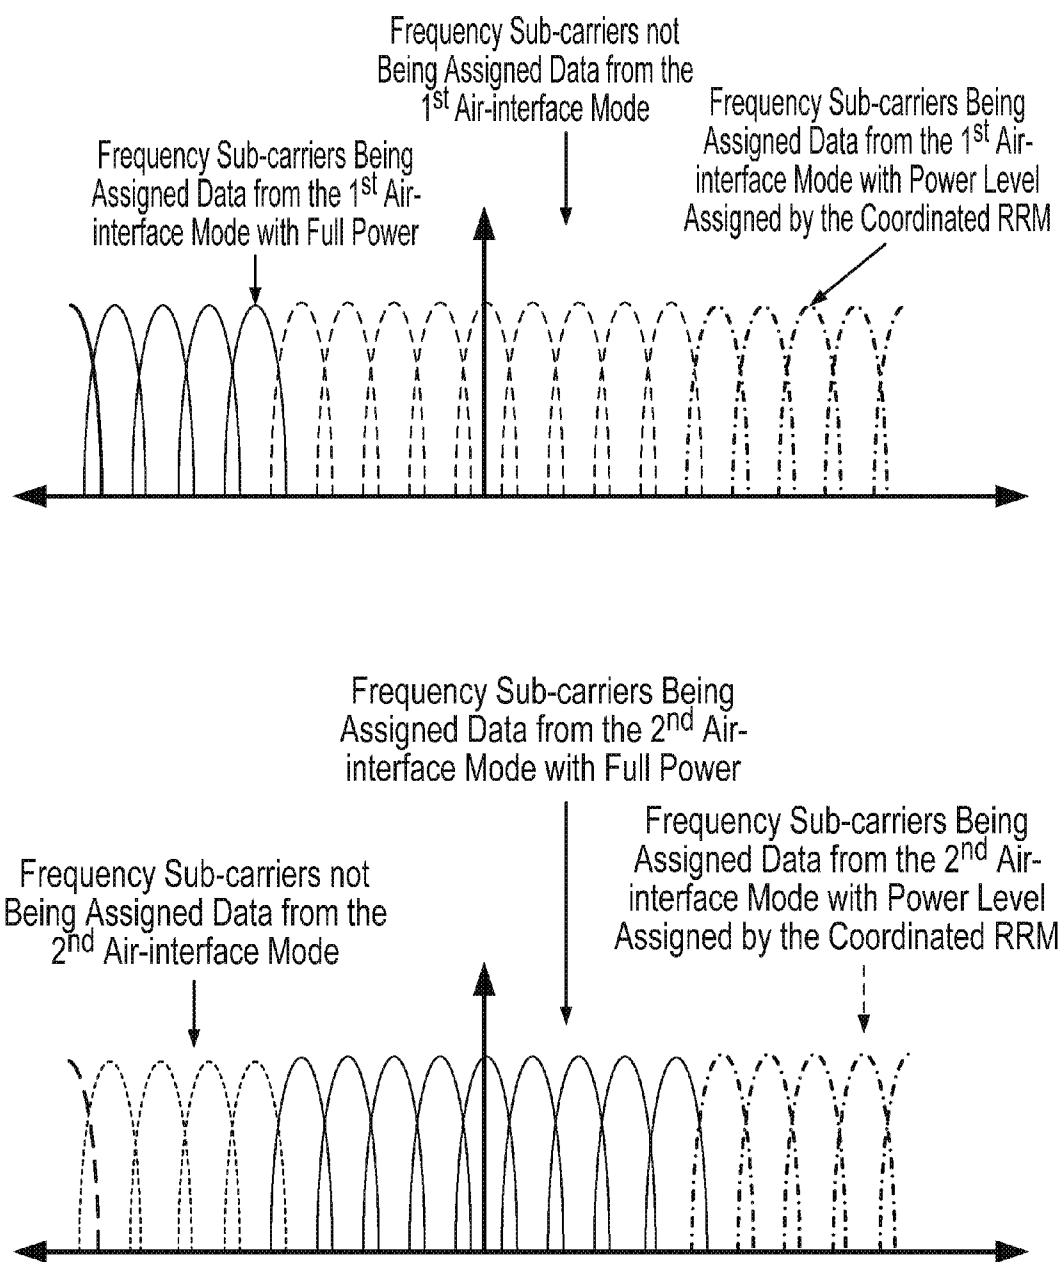 Frequency Sub-carriers not
Being Assigned Data from the
1st Air-interface Mode
Frequency Sub-carriers Being
Assigned Data from the 1st Air-
interface Mode with Power Level
Assigned by the Coordinated RRM
Frequency Sub-carriers Being
Assigned Data from the 1st Air-
interface Mode with Full Power
Frequency Sub-carriers Being
Assigned Data from the 2nd Air-
interface Mode with Full Power
Frequency Sub-carriers Being
Assigned Data from the 2nd Air-
interface Mode with Power Level
Assigned by the Coordinated RRM
Frequency Sub-carriers not
Being Assigned Data from the
2nd Air-interface Mode